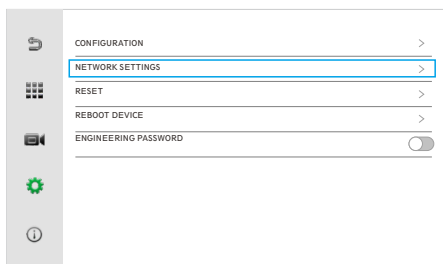 CONFIGURATION
NETWORK SETTINGS
RESET
REBOOT DEVICE
ENGINEERING PASSWORD